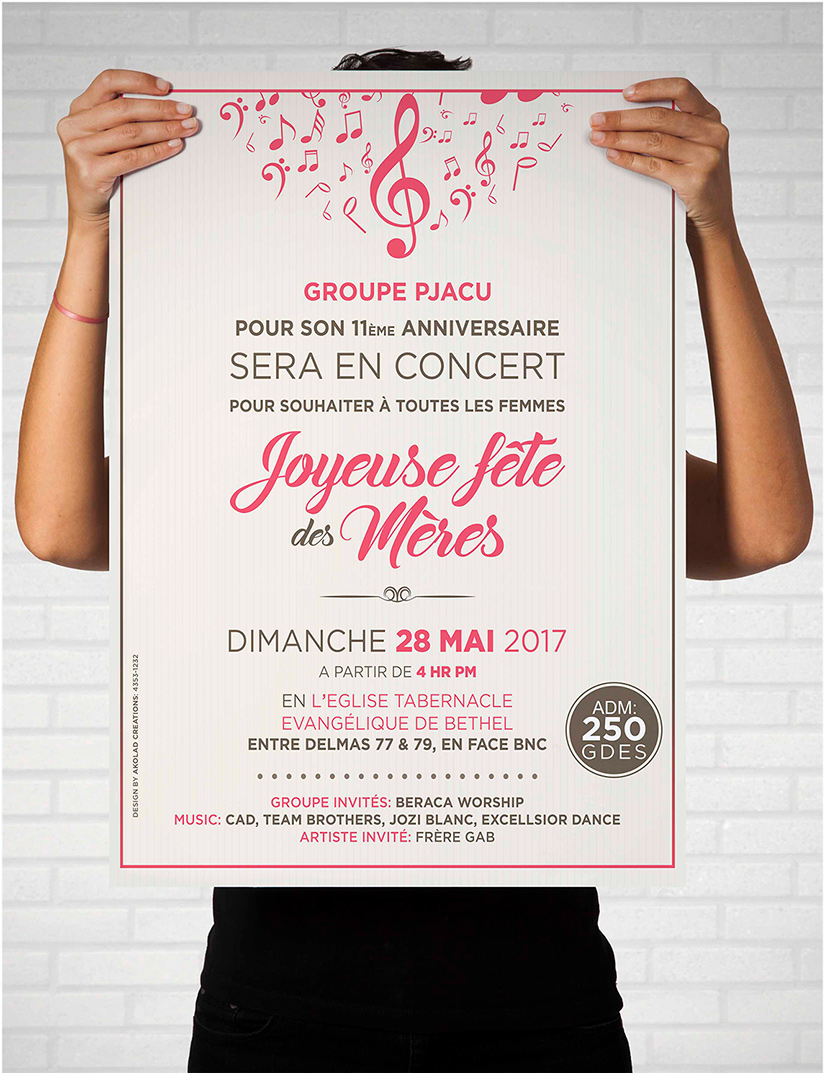 GROUPE PJACU
POUR SON 11ÈME ANNIVERSAIRE
SERA EN CONCERT
POUR SOUHAITER À TOUTES LES FEMMES
Joyeuse fête
des Mères
DIMANCHE 28 MAI 2017
A PARTIR DE 4 HR PM
EN L'EGLISE TABERNACLE
EVANGÉLIQUE DE BETHEL
ENTRE DELMAS 77 & 79, EN FACE BNC
ADM:
250
GDES
GROUPE INVITÉS: BERACA WORSHIP
MUSIC: CAD, TEAM BROTHERS, JOZI BLANC, EXCELLSIOR DANCE
ARTISTE INVITÉ: FRÈRE GAB
DESIGN BY AKOLAD CREATIONS: 4353-1232